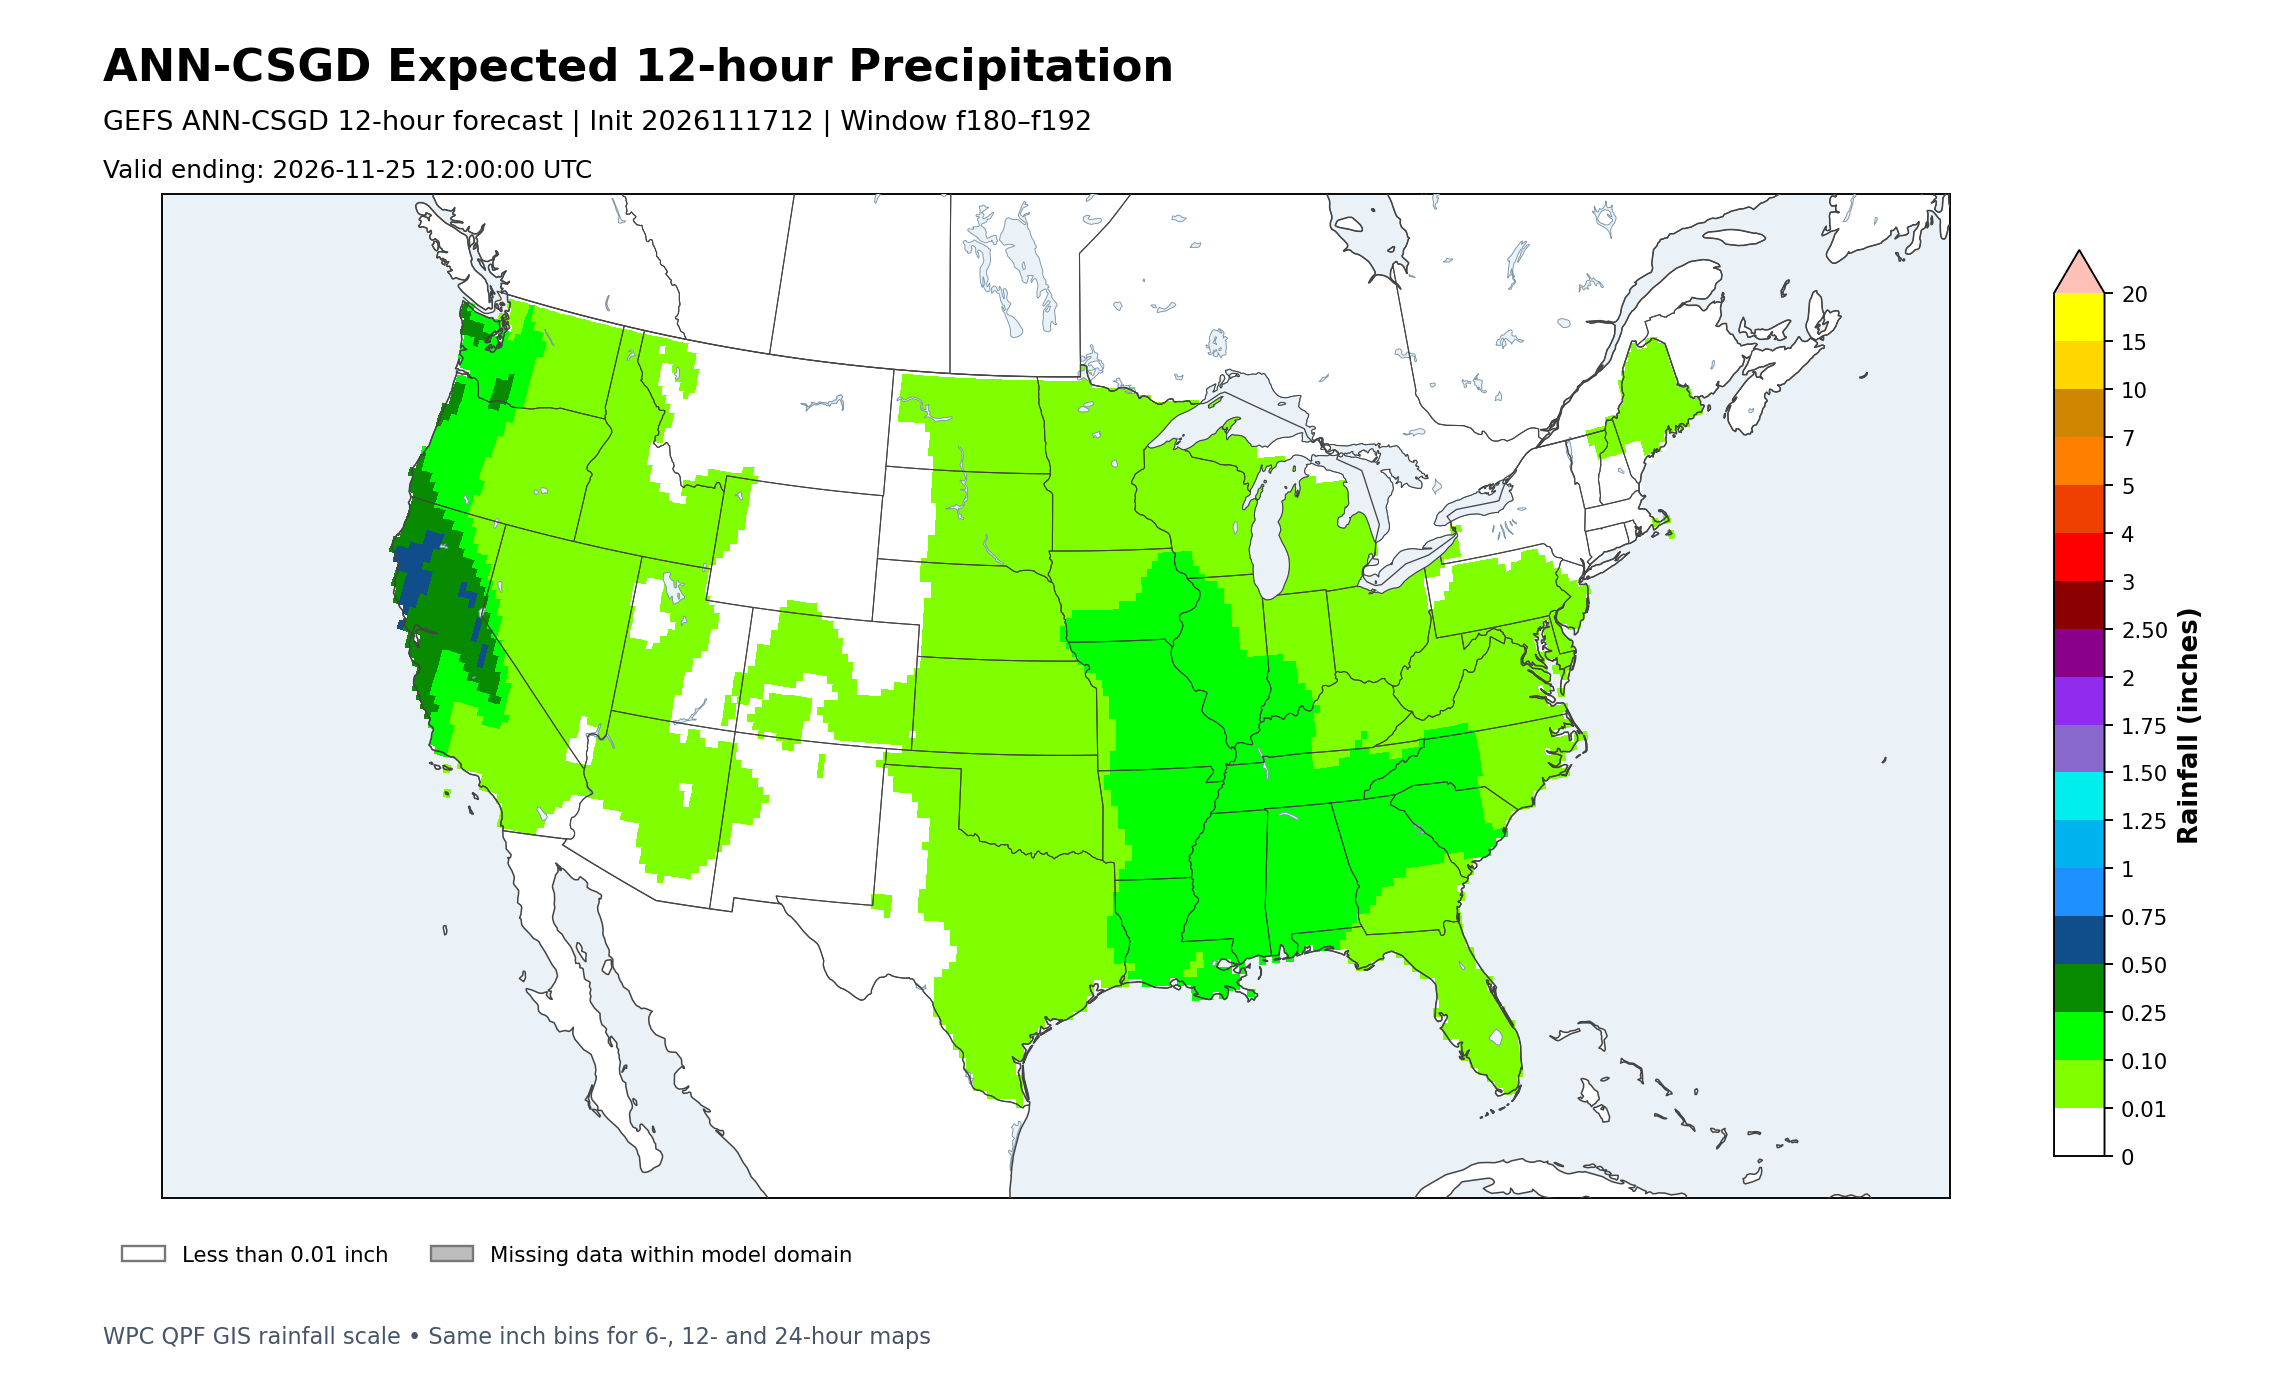 ANN-CSGD Expected 12-hour Precipitation
GEFS ANN-CSGD 12-hour forecast | Init 2026111712 | Window f180–f192
Valid ending: 2026-11-25 12:00:00 UTC
20
15
10
7
5
4
3
2.50
2
1.75
1.50
1.25
1
0.75
0.50
0.25
0.10
0.01
0
Rainfall (inches)
Less than 0.01 inch
Missing data within model domain
WPC QPF GIS rainfall scale • Same inch bins for 6-, 12- and 24-hour maps